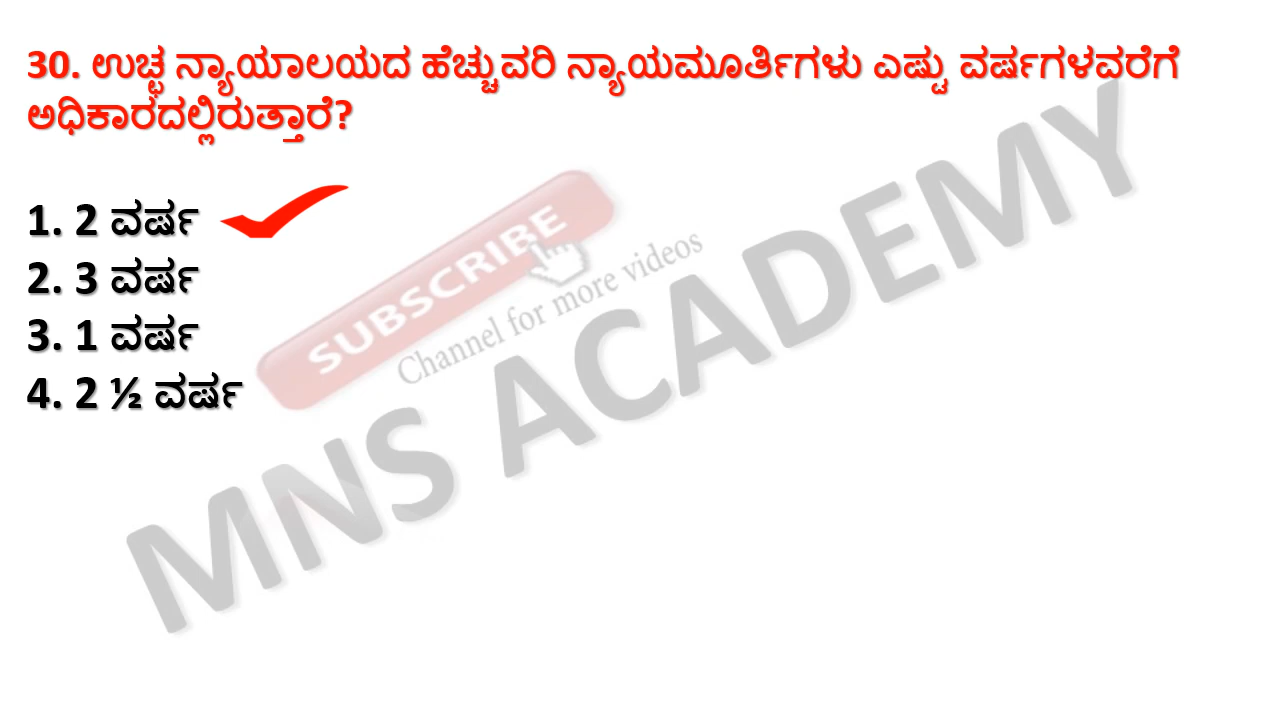 30. ಉಚ್ಛ ನ್ಯಾಯಾಲಯದ ಹೆಚ್ಚುವರಿ ನ್ಯಾಯಮೂರ್ತಿಗಳು ಎಷ್ಟು ವರ್ಷಗಳವರೆಗೆ
ಅಧಿಕಾರದಲ್ಲಿರುತ್ತಾರೆ?
1. 2 ವರ್ಷ
2. 3 ವರ್ಷ
3. 1 ವರ್ಷ
4. 2 ½ ವರ್ಷ
SUBSCRIBE
Channel for more videos
MNS ACADEMY